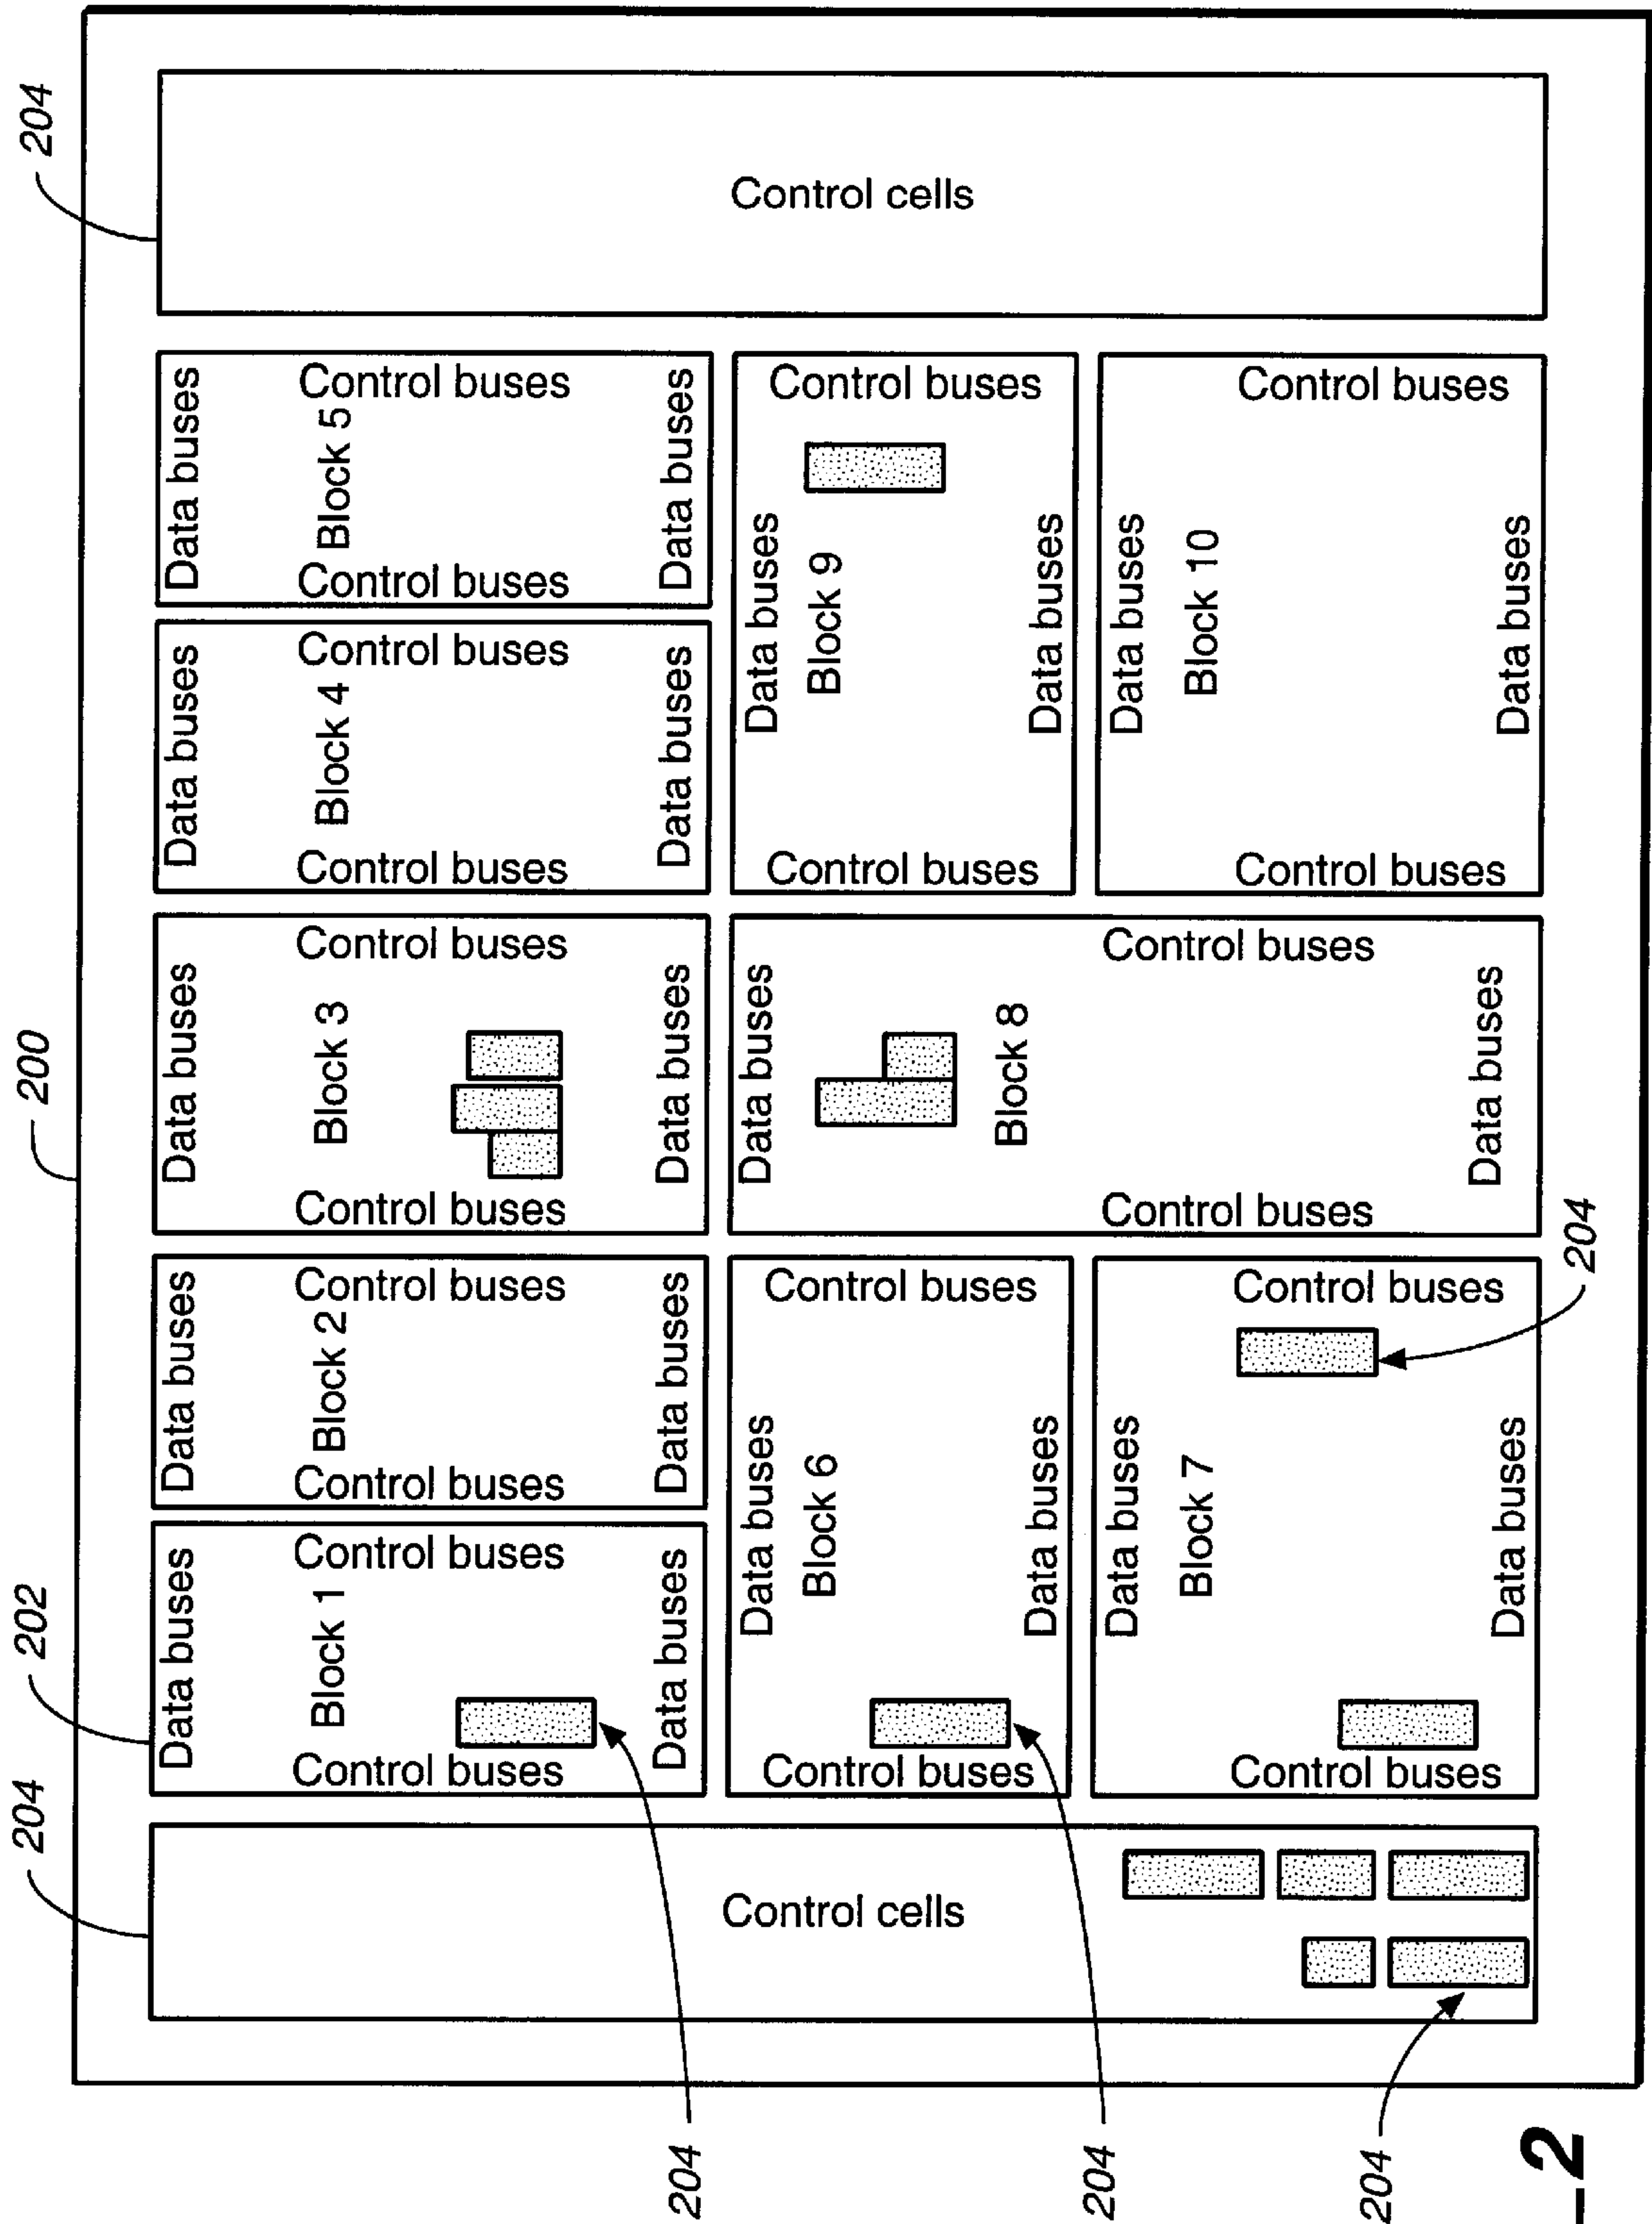 204
Control cells
Data buses
Control buses
Block 5
Control buses
Data buses
Data buses
Control buses
Block 9
Control buses
Data buses
Data buses
Control buses
Block 10
Control buses
Data buses
Data buses
Control buses
Block 4
Control buses
Data buses
200
Data buses
Control buses
Block 3
Control buses
Data buses
Data buses
Control buses
Block 8
Control buses
Data buses
Data buses
Control buses
Block 2
Control buses
Data buses
Data buses
Control buses
Block 6
Control buses
Data buses
Data buses
Control buses
Block 7
Control buses
Data buses
204
202
Data buses
Control buses
Block 1
Control buses
Data buses
204
Control cells
204
204
204
_2